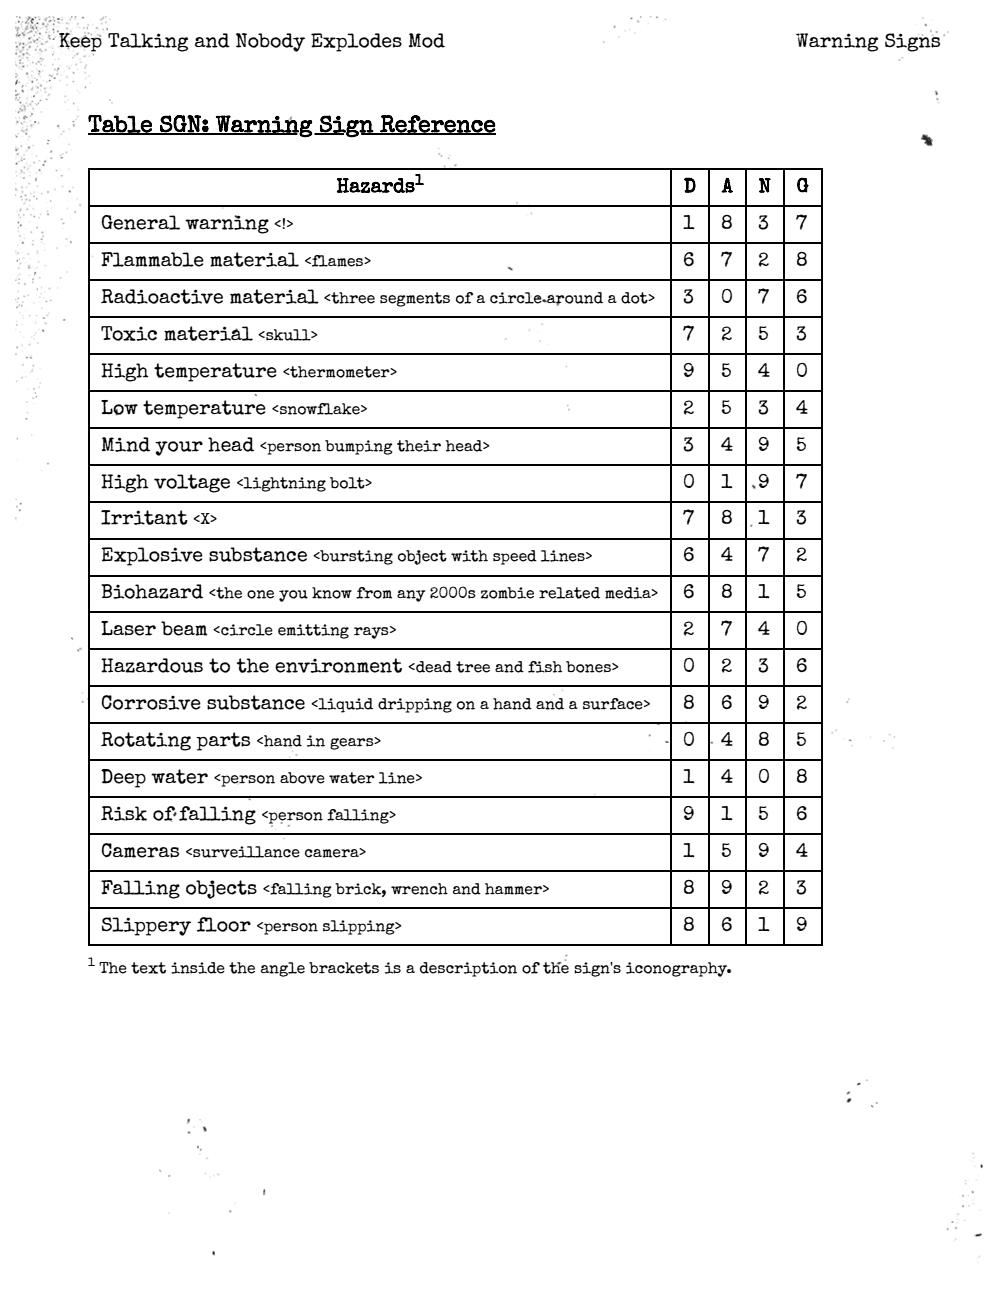 Keep Talking and Nobody Explodes Mod Warning Signs
Table SGN: Warning Sign Reference
Hazards¹ D A N G
General warning <!> 1 8 3 7
Flammable material <flames> 6 7 2 8
Radioactive material <three segments of a circle around a dot> 3 0 7 6
Toxic material <skull> 7 2 5 3
High temperature <thermometer> 9 5 4 0
Low temperature <snowflake> 2 5 3 4
Mind your head <person bumping their head> 3 4 9 5
High voltage <lightning bolt> 0 1 9 7
Irritant <X> 7 8 1 3
Explosive substance <bursting object with speed lines> 6 4 7 2
Biohazard <the one you know from any 2000s zombie related media> 6 8 1 5
Laser beam <circle emitting rays> 2 7 4 0
Hazardous to the environment <dead tree and fish bones> 0 2 3 6
Corrosive substance <liquid dripping on a hand and a surface> 8 6 9 2
Rotating parts <hand in gears> 0 4 8 5
Deep water <person above water line> 1 4 0 8
Risk of falling <person falling> 9 1 5 6
Cameras <surveillance camera> 1 5 9 4
Falling objects <falling brick, wrench and hammer> 8 9 2 3
Slippery floor <person slipping> 8 6 1 9
¹ The text inside the angle brackets is a description of the sign's iconography.